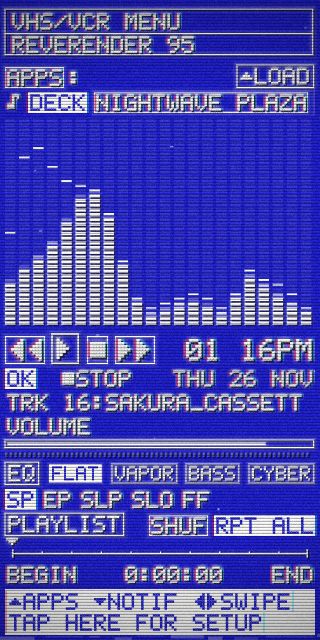 VHS/VCR MENU
REVERENDER 95
APPS: LOAD
DECK NIGHTWAVE PLAZA
01 16PM
OK STOP THU 26 NOV
TRK 16:SAKURA_CASSETT
VOLUME
EQ FLAT VAPOR BASS CYBER
SP EP SLP SLO FF
PLAYLIST SHUF RPT ALL
BEGIN 0:00:00 END
APPS NOTIF SWIPE
TAP HERE FOR SETUP